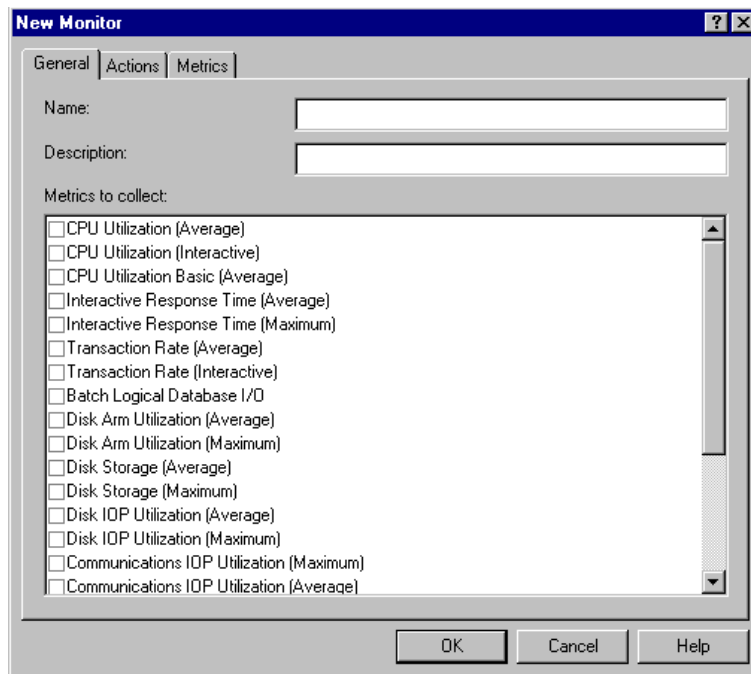 New Monitor
General Actions Metrics
Name:
Description:
Metrics to collect:
CPU Utilization (Average)
CPU Utilization (Interactive)
CPU Utilization Basic (Average)
Interactive Response Time (Average)
Interactive Response Time (Maximum)
Transaction Rate (Average)
Transaction Rate (Interactive)
Batch Logical Database I/O
Disk Arm Utilization (Average)
Disk Arm Utilization (Maximum)
Disk Storage (Average)
Disk Storage (Maximum)
Disk IOP Utilization (Average)
Disk IOP Utilization (Maximum)
Communications IOP Utilization (Maximum)
Communications IOP Utilization (Average)
OK Cancel Help